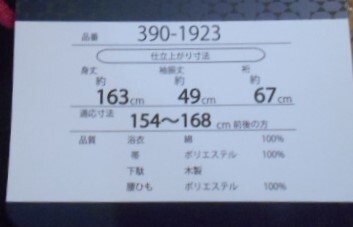 品番 390-1923
仕立上がり寸法
身丈 袖振丈 裄
約 約 約
163cm 49cm 67cm
適応寸法 154〜168 cm前後の方
品質 浴衣 綿 100%
帯 ポリエステル 100%
下駄 木製
腰ひも ポリエステル 100%